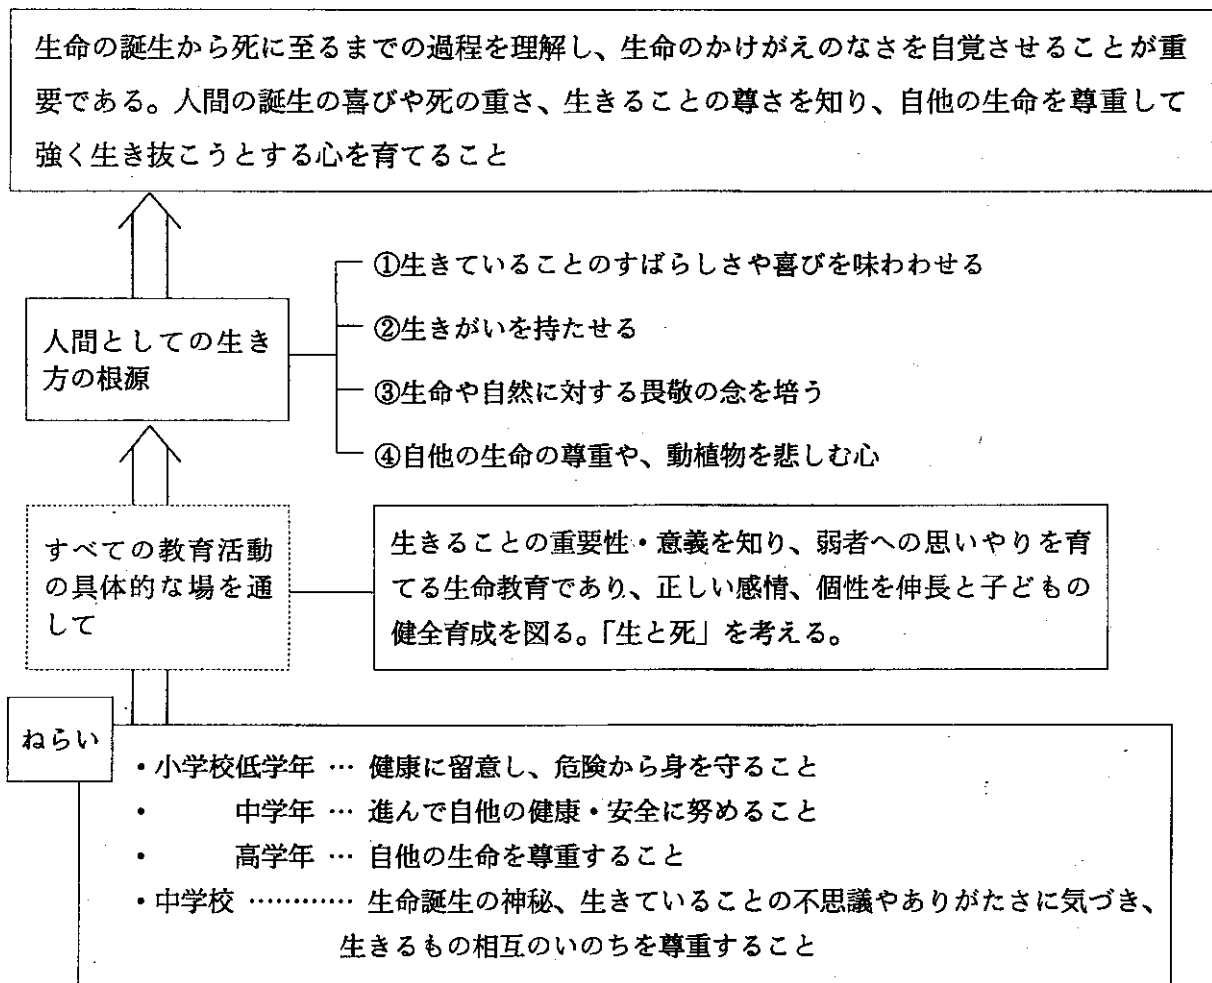 生命の誕生から死に至るまでの過程を理解し、生命のかけがえのなさを自覚させることが重
要である。人間の誕生の喜びや死の重さ、生きることの尊さを知り、自他の生命を尊重して
強く生き抜こうとする心を育てること
①生きていることのすばらしさや喜びを味わわせる
人間としての生き
方の根源
②生きがいを持たせる
③生命や自然に対する畏敬の念を培う
④自他の生命の尊重や、動植物を悲しむ心
すべての教育活動
の具体的な場を通
して
生きることの重要性・意義を知り、弱者への思いやりを育
てる生命教育であり、正しい感情、個性を伸長と子どもの
健全育成を図る。「生と死」を考える。
ねらい
・小学校低学年 … 健康に留意し、危険から身を守ること
・　　中学年 … 進んで自他の健康・安全に努めること
・　　高学年 … 自他の生命を尊重すること
・中学校 ………… 生命誕生の神秘、生きていることの不思議やありがたさに気づき、
生きるもの相互のいのちを尊重すること